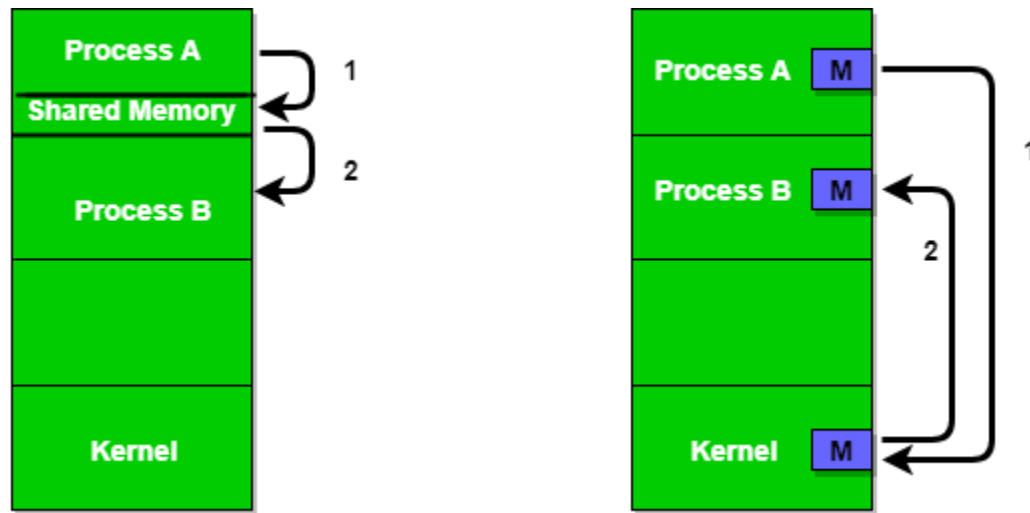 Process A
1
Shared Memory
2
Process B
Kernel
Process A M
1
Process B M
2
Kernel M